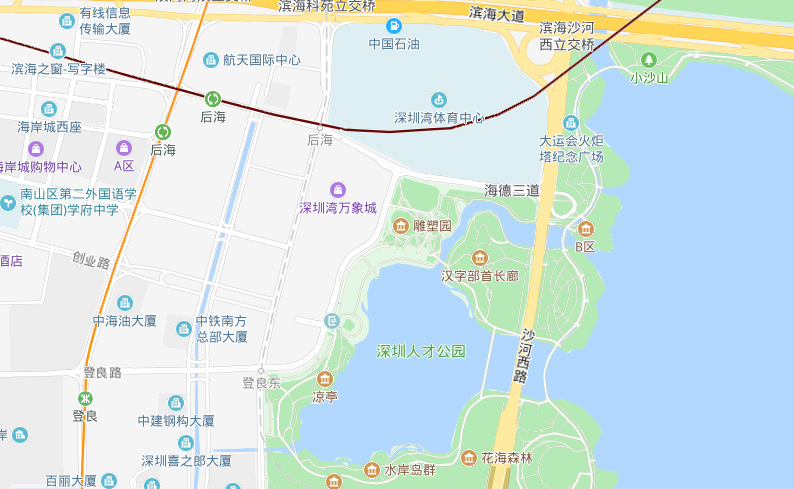 滨海科苑立交桥
有线信息
传输大厦
滨海大道
中国石油
滨海沙河
西立交桥
航天国际中心
滨海之窗-写字楼
小沙山
深圳湾体育中心
后海
海岸城西座
后海
后海
大运会火炬
塔纪念广场
海岸城购物中心
A区
南山区第二外国语学
校(集团)学府中学
深圳湾万象城
海德三道
雕塑园
B区
酒店
创业路
汉字部首长廊
中海油大厦
中铁南方
总部大厦
沙河西路
深圳人才公园
登良路
登良东
凉亭
登良
中建钢构大厦
岸
深圳喜之郎大厦
花海森林
水岸岛群
百丽大厦